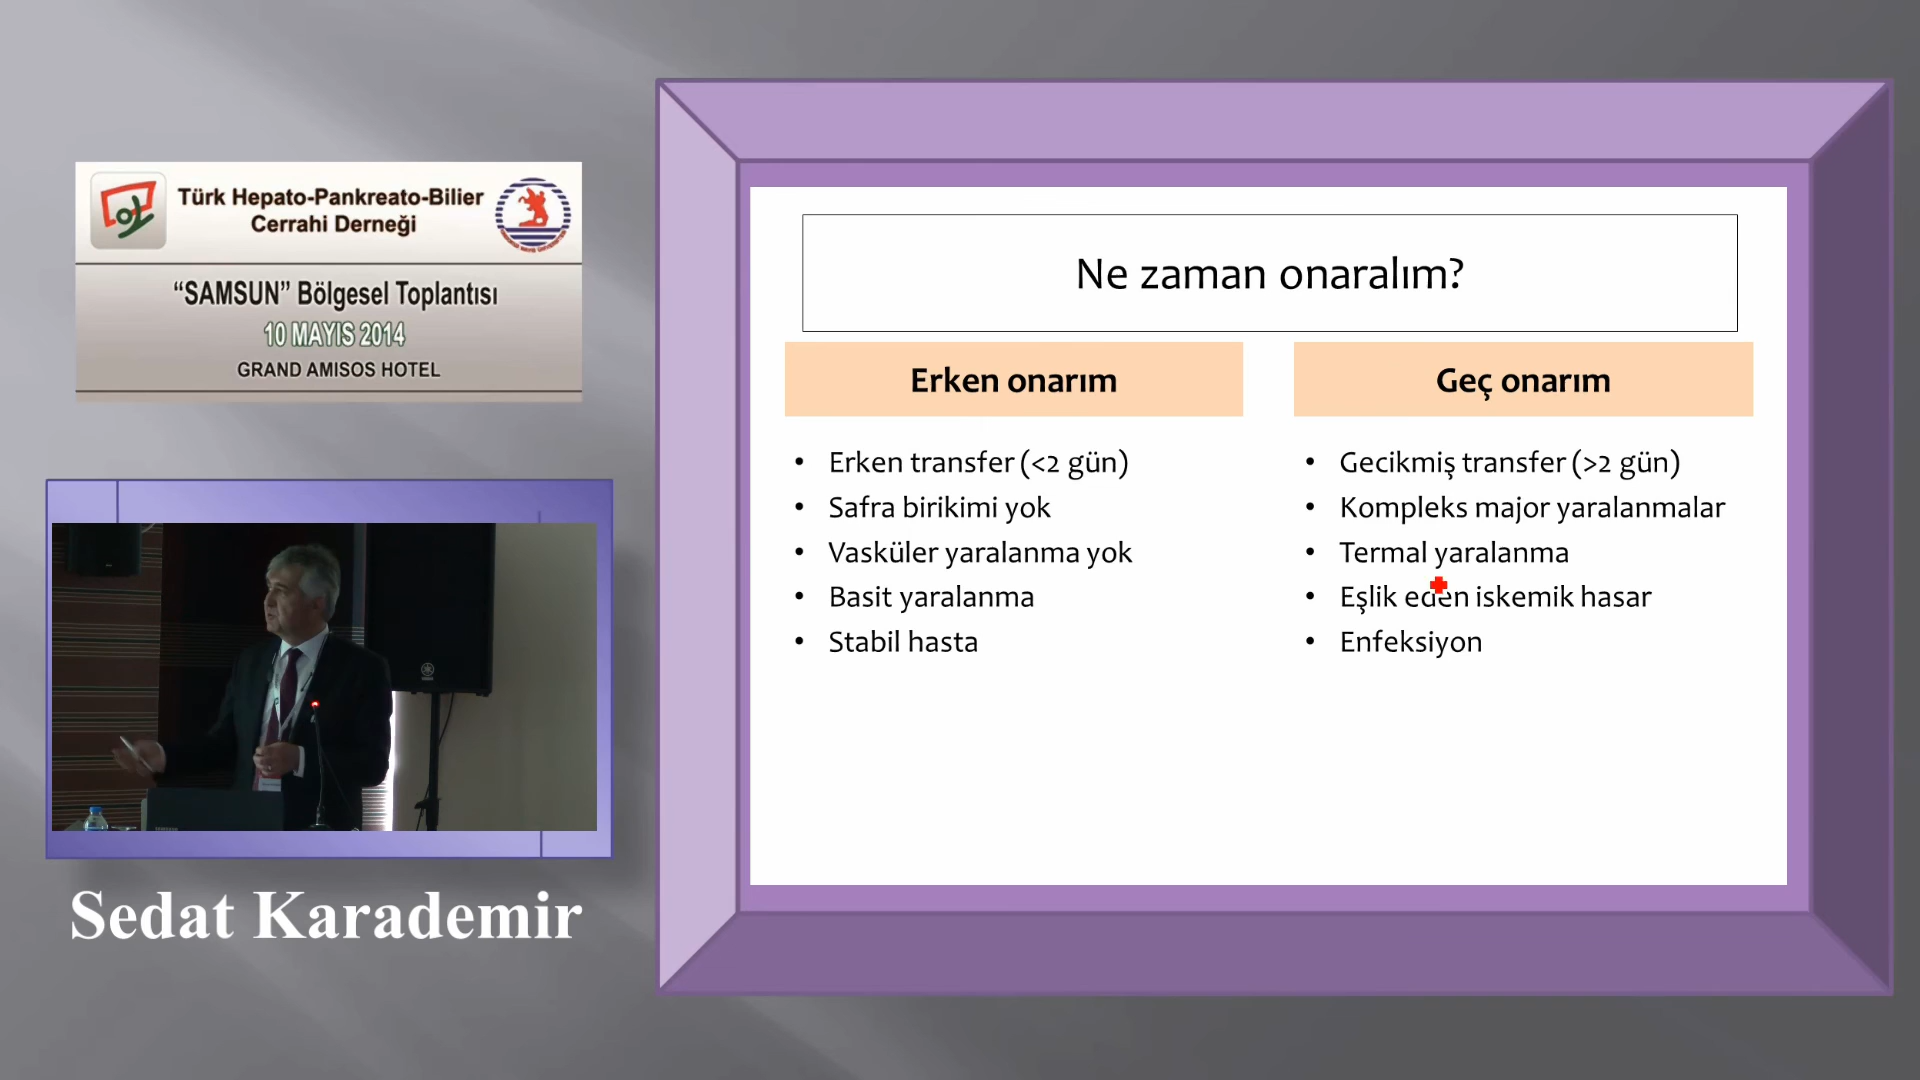 Türk Hepato-Pankreato-Bilier
Cerrahi Derneği
“SAMSUN” Bölgesel Toplantısı
10 MAYIS 2014
GRAND AMISOS HOTEL
Sedat Karademir
Ne zaman onaralım?
Erken onarım
• Erken transfer (<2 gün)
• Safra birikimi yok
• Vasküler yaralanma yok
• Basit yaralanma
• Stabil hasta
Geç onarım
• Gecikmiş transfer (>2 gün)
• Kompleks major yaralanmalar
• Termal yaralanma
• Eşlik eden iskemik hasar
• Enfeksiyon